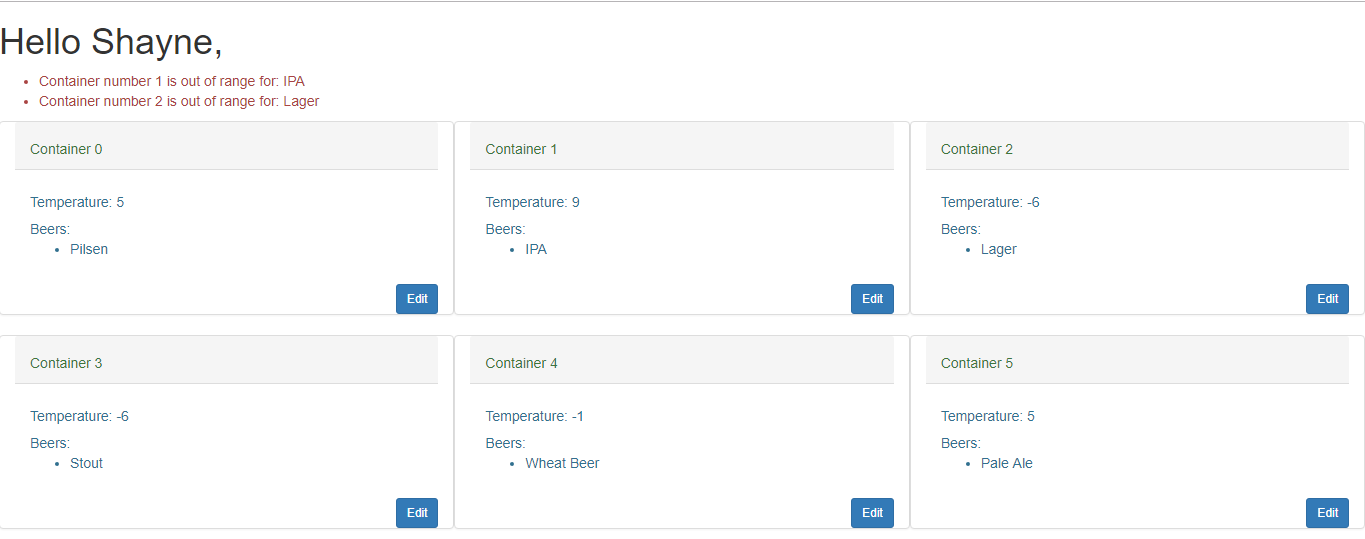 Hello Shayne,
Container number 1 is out of range for: IPA
Container number 2 is out of range for: Lager
Container 0
Temperature: 5
Beers:
Pilsen
Edit
Container 1
Temperature: 9
Beers:
IPA
Edit
Container 2
Temperature: -6
Beers:
Lager
Edit
Container 3
Temperature: -6
Beers:
Stout
Edit
Container 4
Temperature: -1
Beers:
Wheat Beer
Edit
Container 5
Temperature: 5
Beers:
Pale Ale
Edit